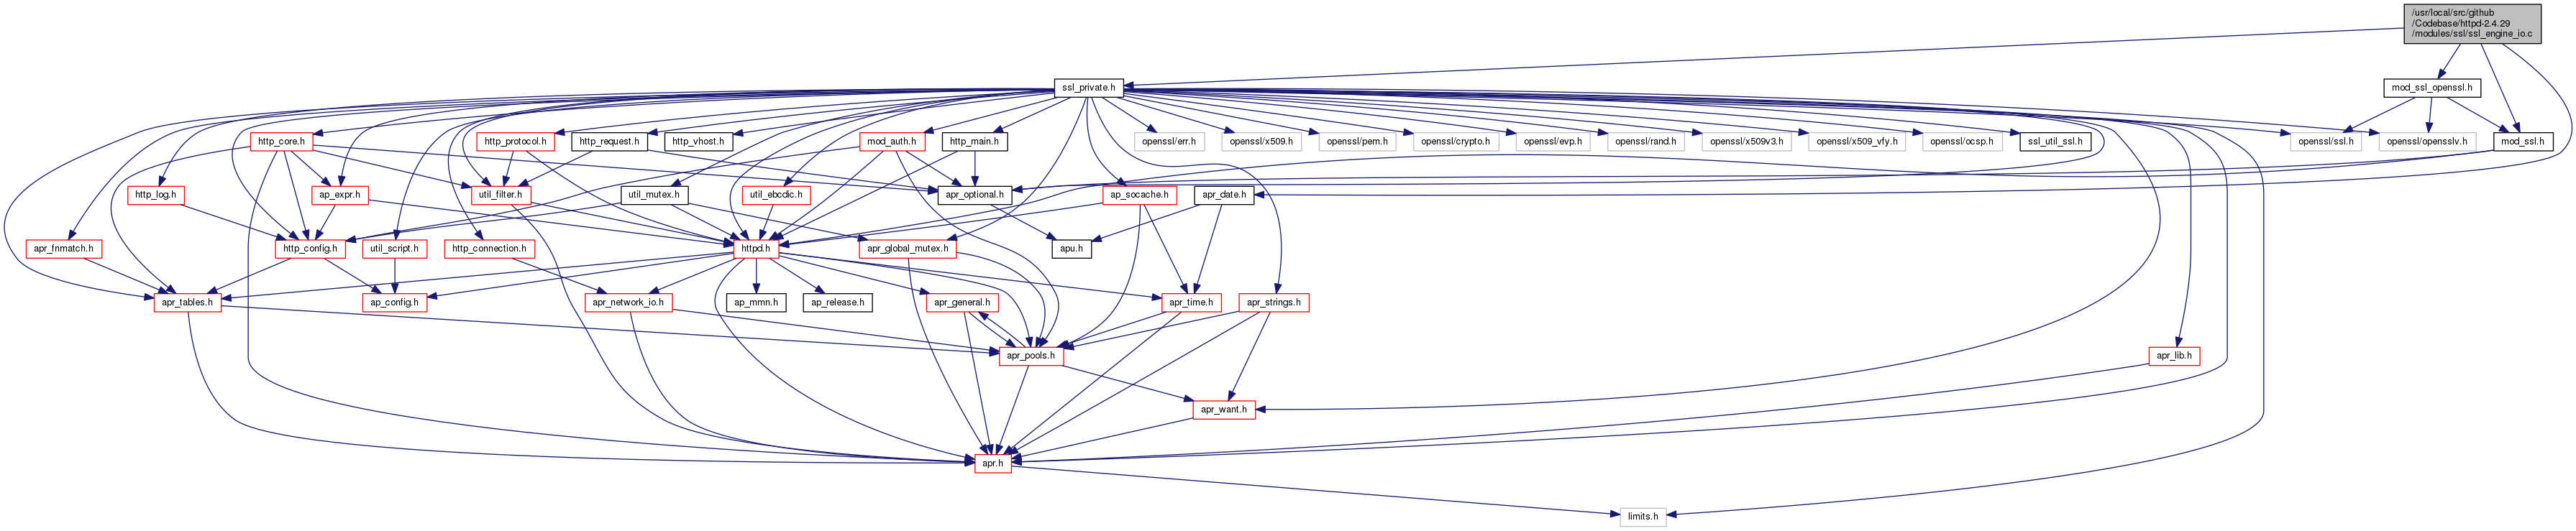 /usr/local/src/github
/Codebase/httpd-2.4.29
/modules/ssl/ssl_engine_io.c
ssl_private.h
mod_ssl_openssl.h
http_core.h
http_protocol.h
http_request.h
http_vhost.h
mod_auth.h
http_main.h
openssl/err.h
openssl/x509.h
openssl/pem.h
openssl/crypto.h
openssl/evp.h
openssl/rand.h
openssl/x509v3.h
openssl/x509_vfy.h
openssl/ocsp.h
ssl_util_ssl.h
openssl/ssl.h
openssl/opensslv.h
mod_ssl.h
http_log.h
ap_expr.h
util_filter.h
util_mutex.h
util_ebcdic.h
apr_optional.h
ap_socache.h
apr_date.h
apr_fnmatch.h
http_config.h
util_script.h
http_connection.h
httpd.h
apr_global_mutex.h
apu.h
apr_tables.h
ap_config.h
apr_network_io.h
ap_mmn.h
ap_release.h
apr_general.h
apr_time.h
apr_strings.h
apr_pools.h
apr_lib.h
apr_want.h
apr.h
limits.h